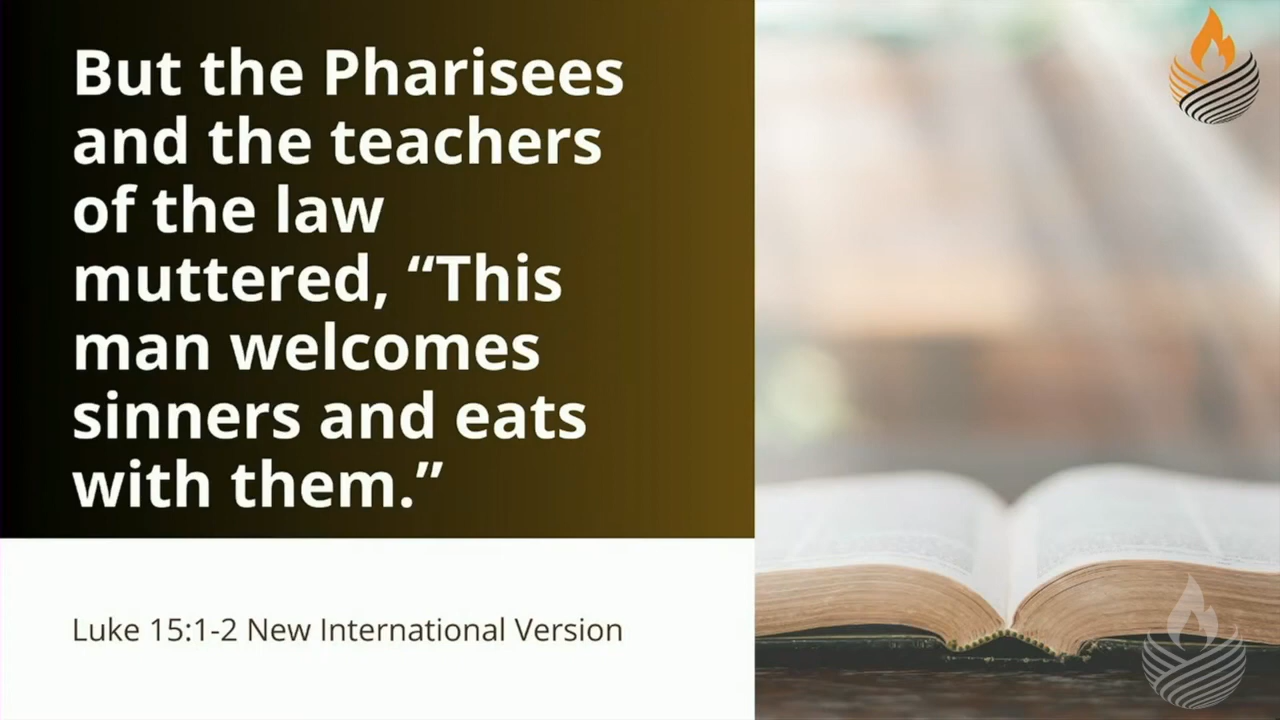 But the Pharisees
and the teachers
of the law
muttered, “This
man welcomes
sinners and eats
with them.”
Luke 15:1-2 New International Version